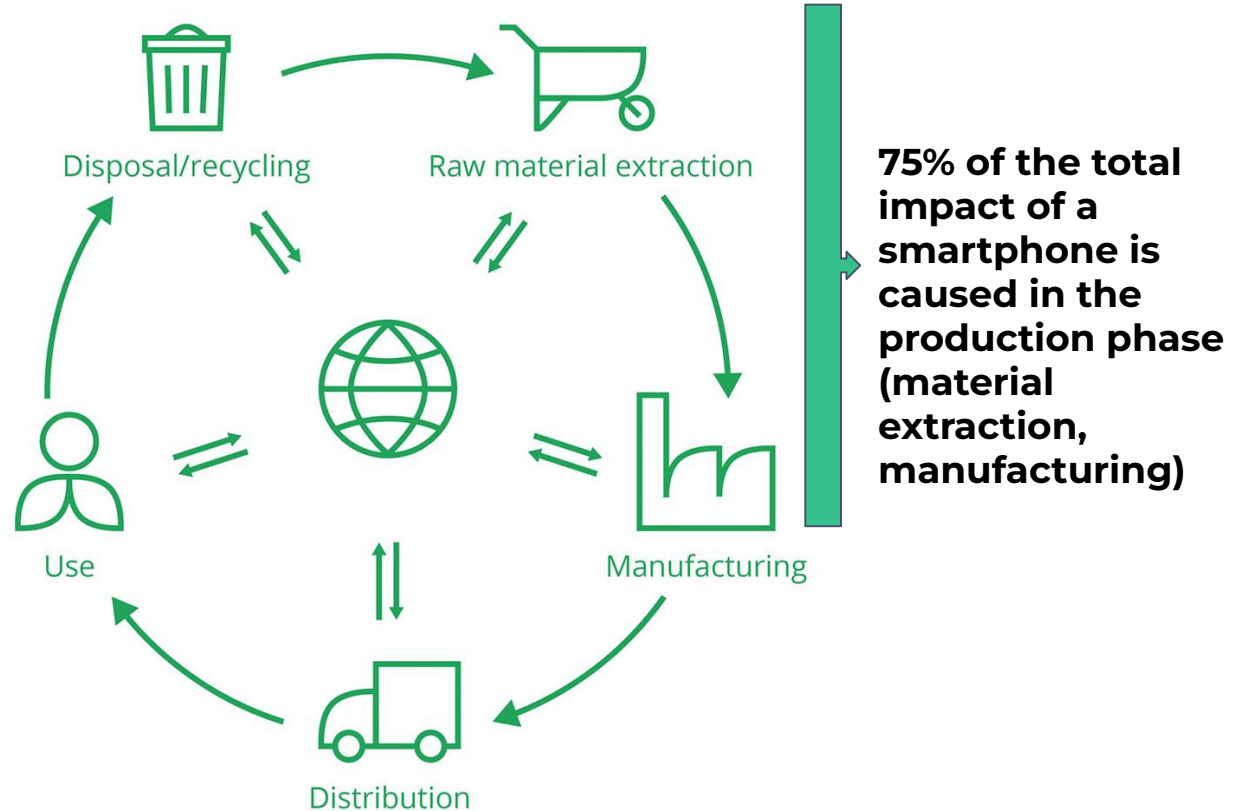 Disposal/recycling
Raw material extraction
75% of the total
impact of a
smartphone is
caused in the
production phase
(material
extraction,
manufacturing)
Use
Manufacturing
Distribution